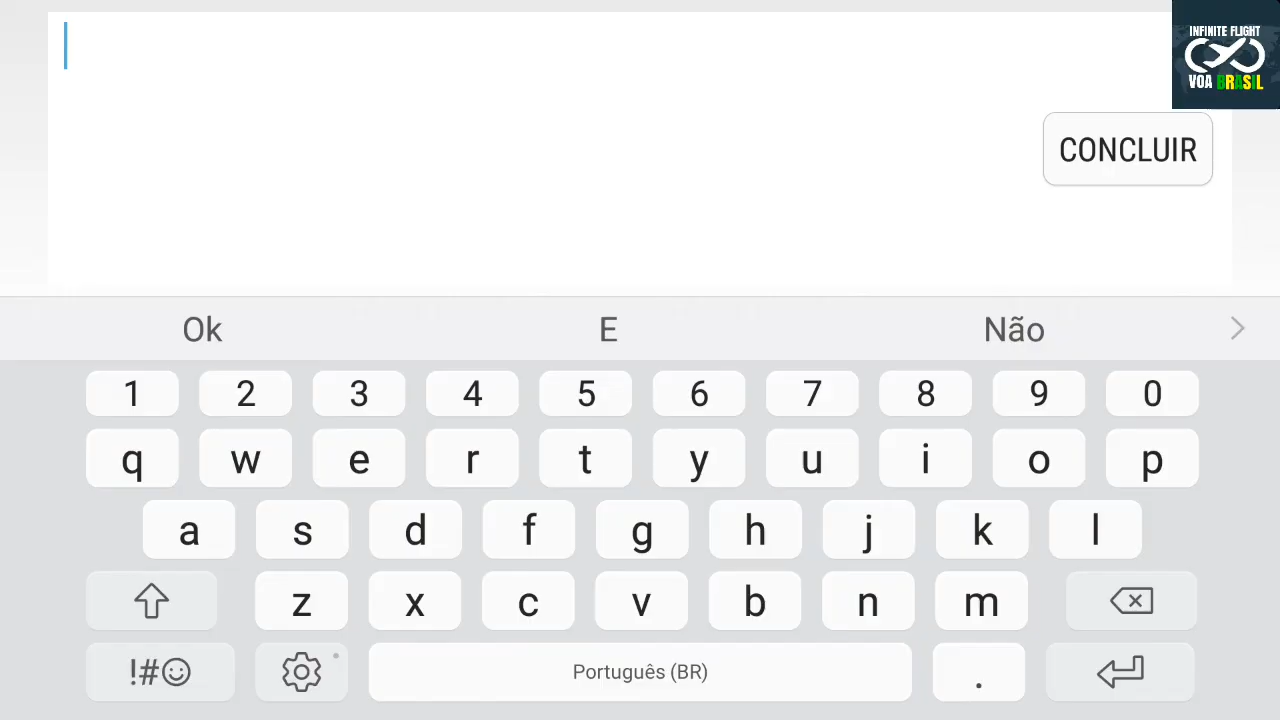 INFINITE FLIGHT
VOA BRASIL
CONCLUIR
Ok E Não
1 2 3 4 5 6 7 8 9 0
q w e r t y u i o p
a s d f g h j k l
z x c v b n m
!#☺ Português (BR) .